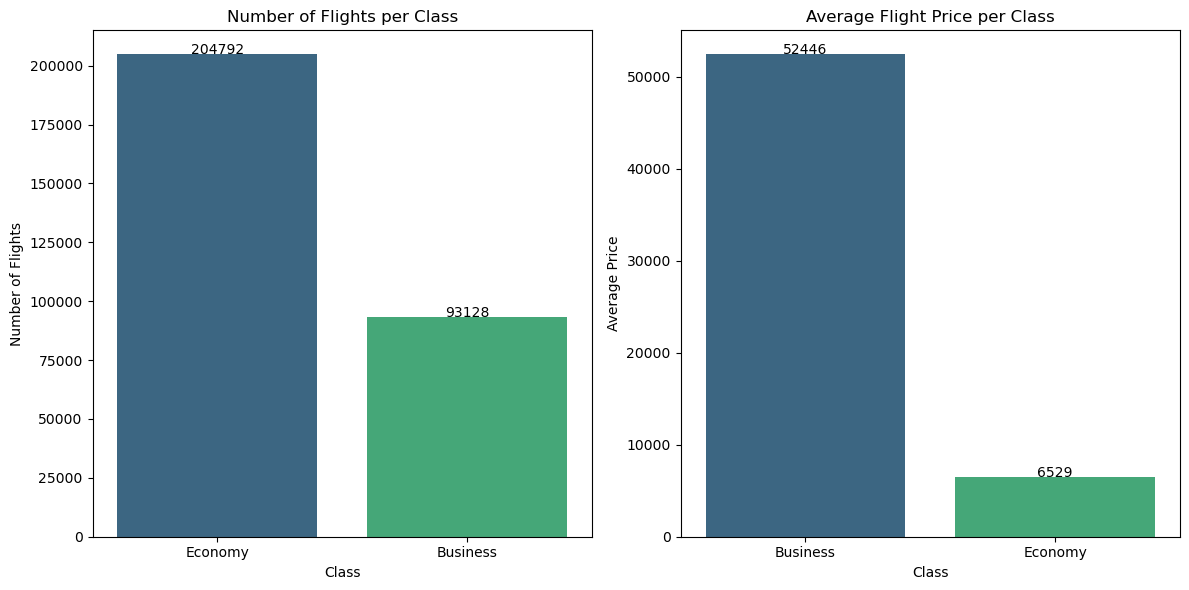 Number of Flights per Class
Number of Flights
200000
175000
150000
125000
100000
75000
50000
25000
0
204792
93128
Economy
Business
Class
Average Flight Price per Class
Average Price
50000
40000
30000
20000
10000
0
52446
6529
Business
Economy
Class